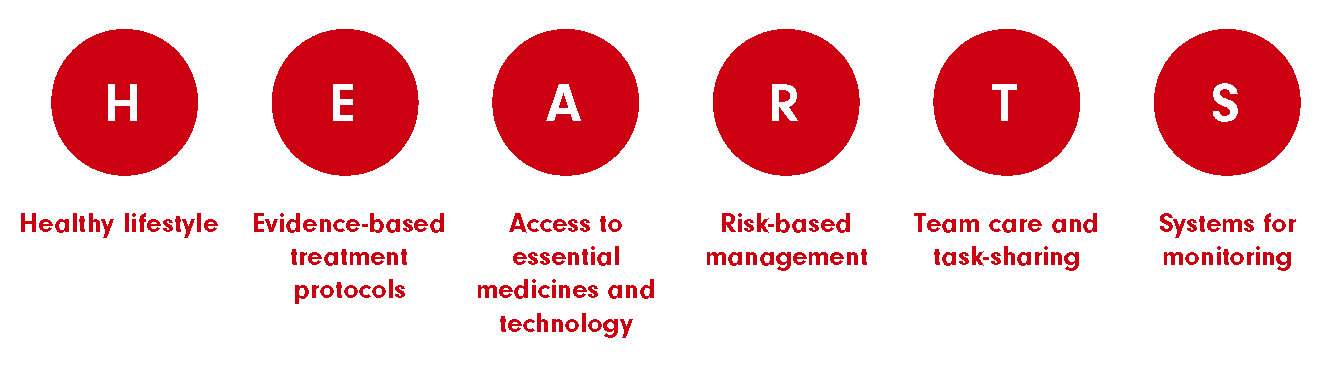 H
E
A
R
T
S
Healthy lifestyle
Evidence-based
treatment
protocols
Access to
essential
medicines and
technology
Risk-based
management
Team care and
task-sharing
Systems for
monitoring